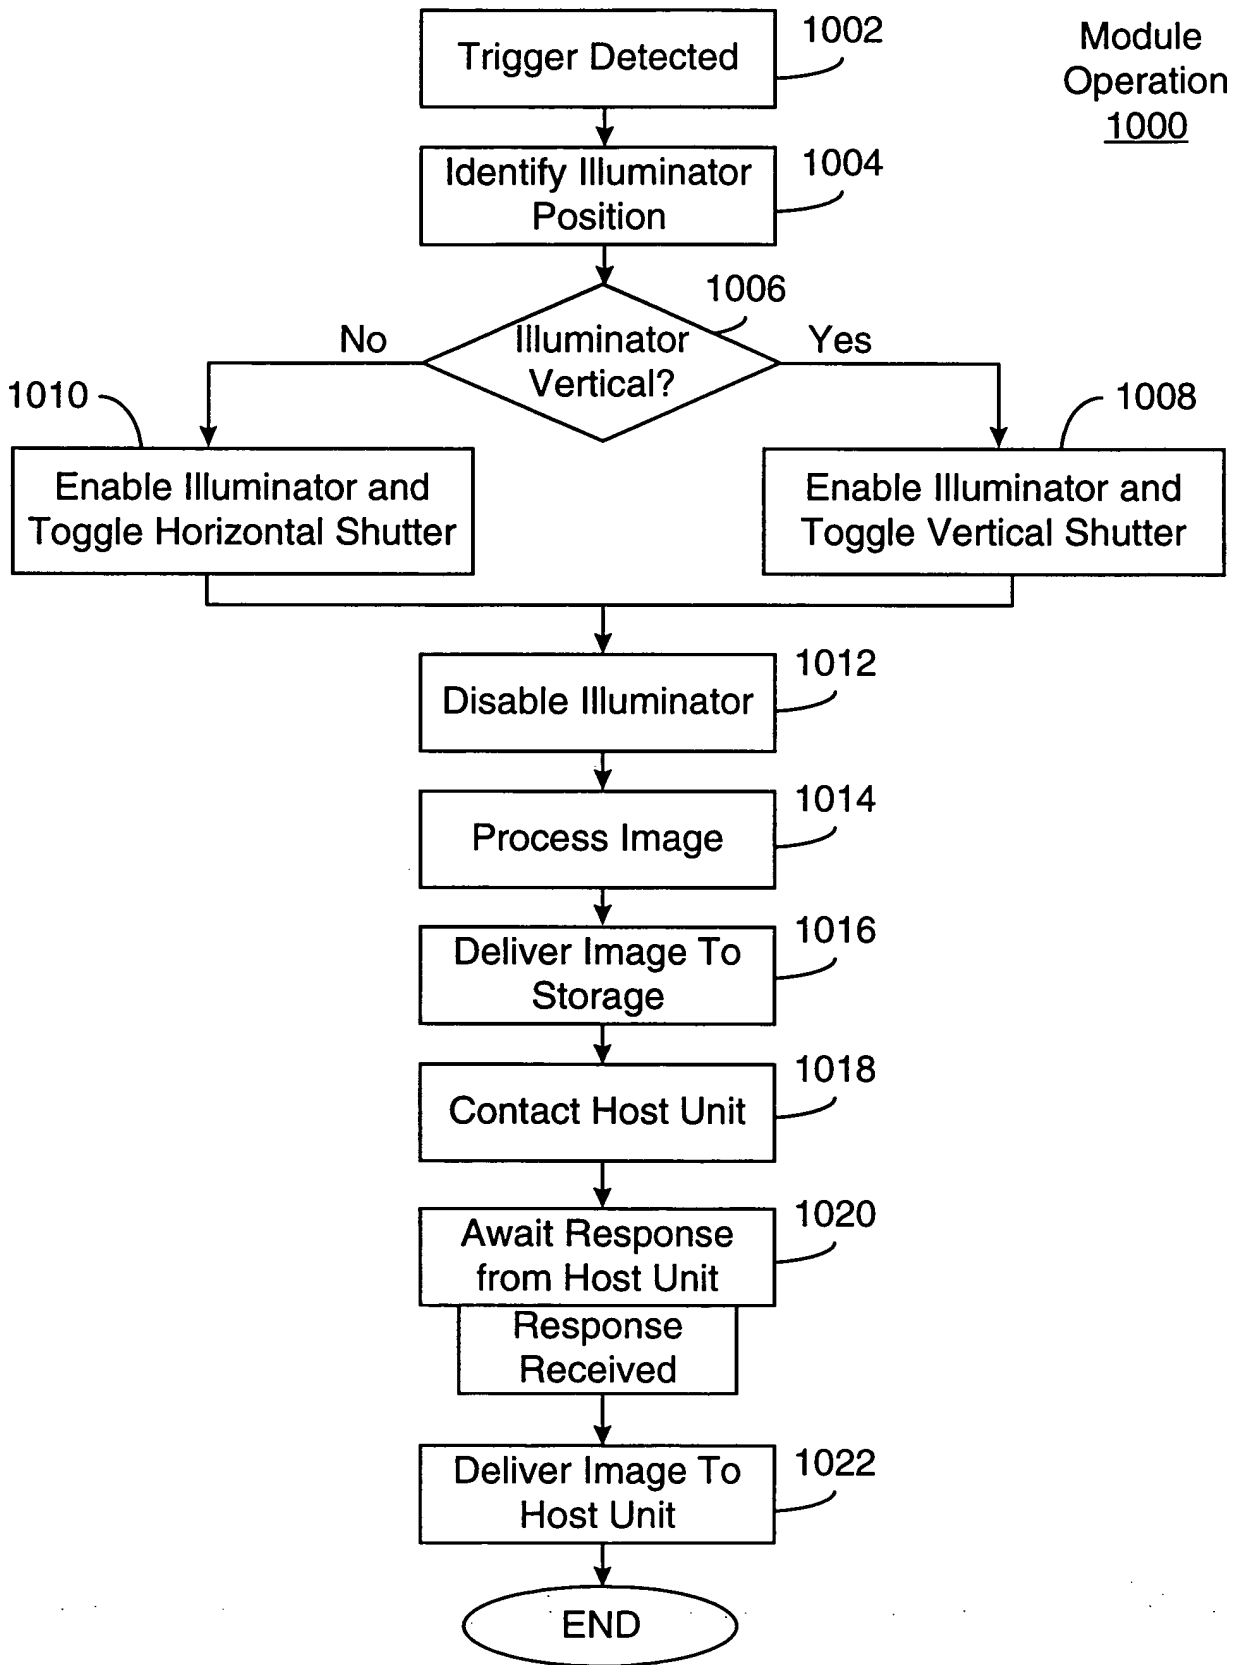 1002
Trigger Detected
Module
Operation
1000
1004
Identify Illuminator
Position
1006
Illuminator
Vertical?
No
Yes
1010
1008
Enable Illuminator and
Toggle Horizontal Shutter
Enable Illuminator and
Toggle Vertical Shutter
1012
Disable Illuminator
1014
Process Image
1016
Deliver Image To
Storage
1018
Contact Host Unit
1020
Await Response
from Host Unit
Response
Received
1022
Deliver Image To
Host Unit
END